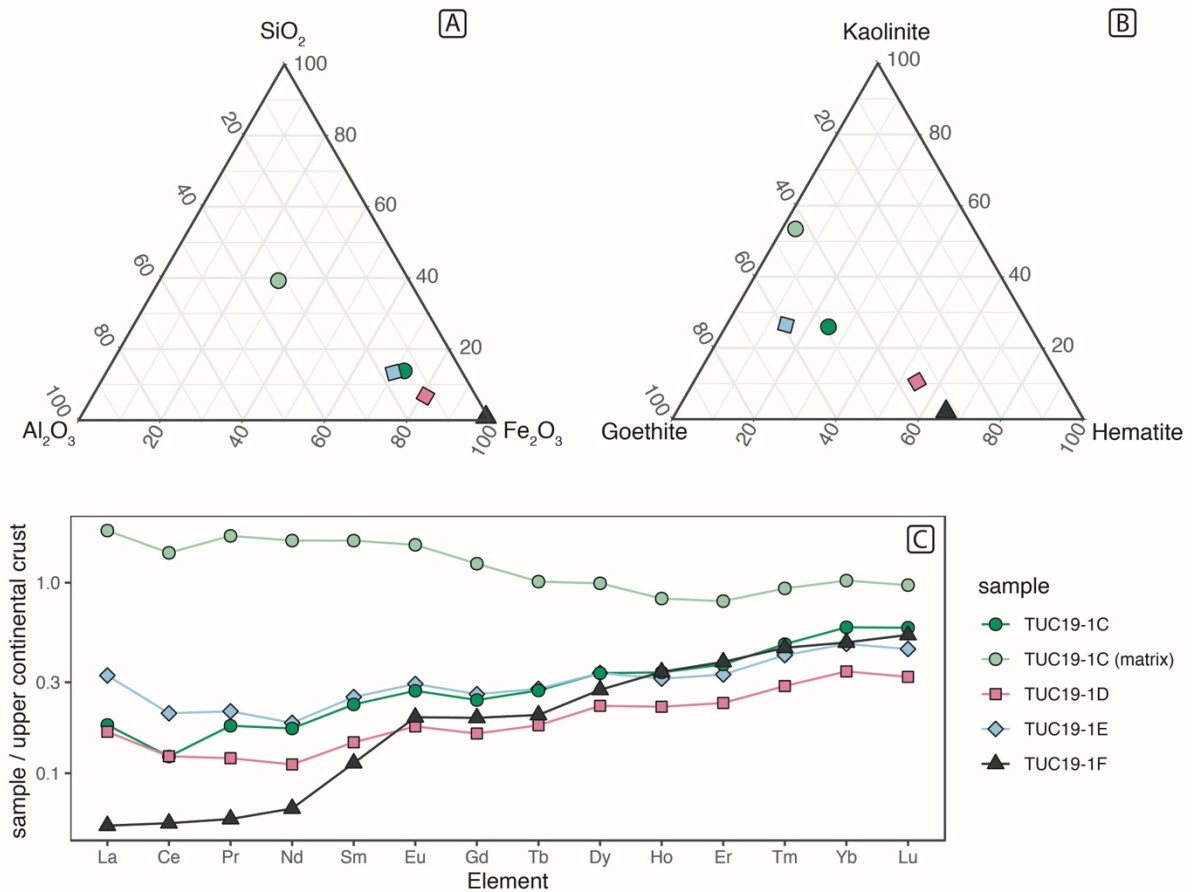 SiO₂
A
100
20
80
40
60
60
40
80
20
100
Al₂O₃
20
40
60
80
100
Fe₂O₃
Kaolinite
B
100
20
80
40
60
60
40
80
20
100
Goethite
20
40
60
80
100
Hematite
C
sample / upper continental crust
1.0
0.3
0.1
La Ce Pr Nd Sm Eu Gd Tb Dy Ho Er Tm Yb Lu
Element
sample
TUC19-1C
TUC19-1C (matrix)
TUC19-1D
TUC19-1E
TUC19-1F